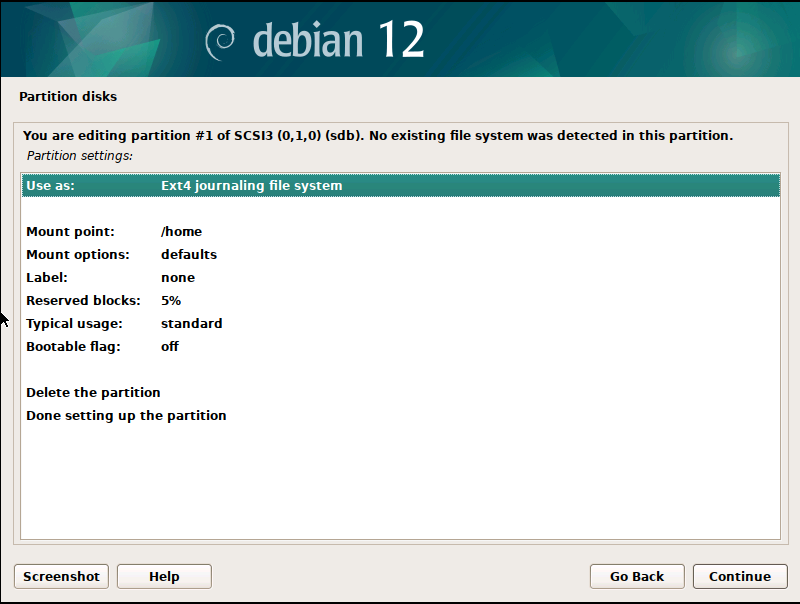 debian 12
Partition disks
You are editing partition #1 of SCSI3 (0,1,0) (sdb). No existing file system was detected in this partition.
Partition settings:
Use as: Ext4 journaling file system
Mount point: /home
Mount options: defaults
Label: none
Reserved blocks: 5%
Typical usage: standard
Bootable flag: off
Delete the partition
Done setting up the partition
Screenshot Help Go Back Continue